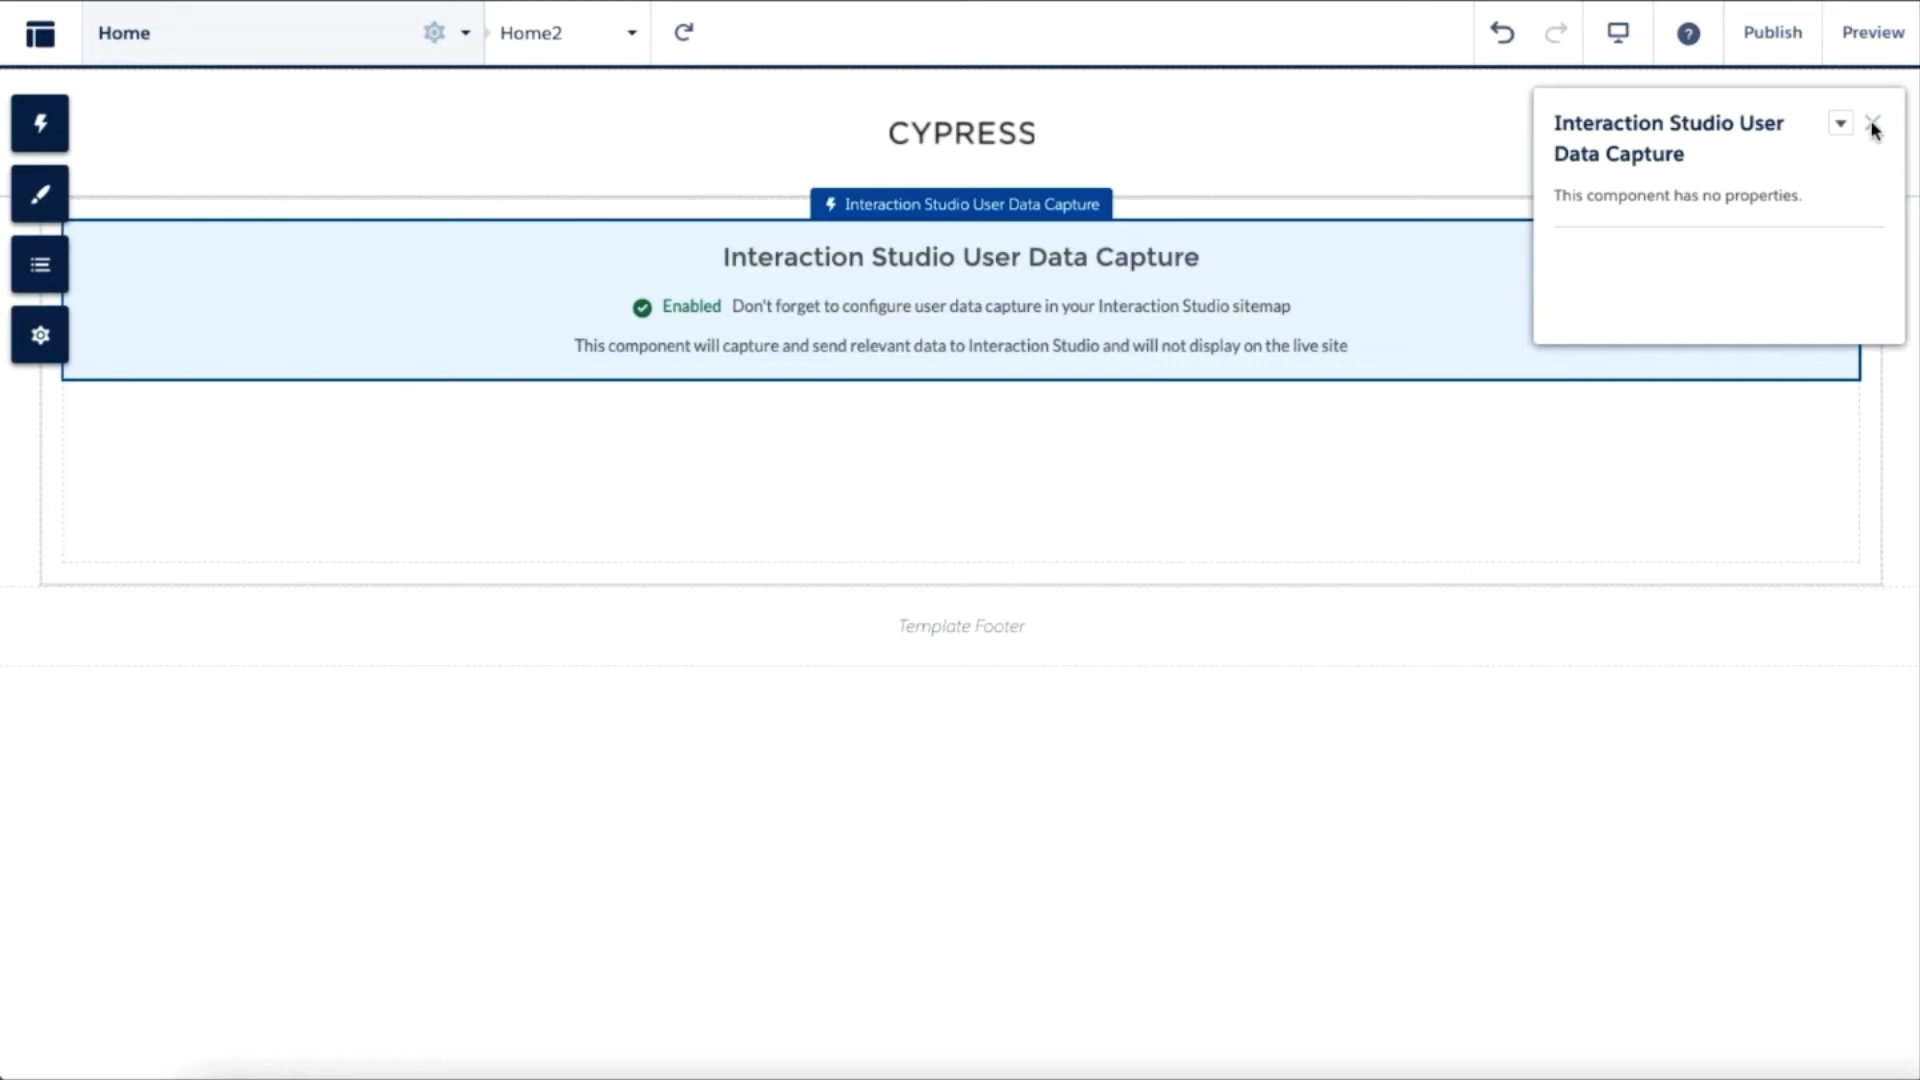 Home
Home2
?
Publish
Preview
CYPRESS
Interaction Studio User
Data Capture
This component has no properties.
Interaction Studio User Data Capture
Interaction Studio User Data Capture
Enabled Don't forget to configure user data capture in your Interaction Studio sitemap
This component will capture and send relevant data to Interaction Studio and will not display on the live site
Template Footer